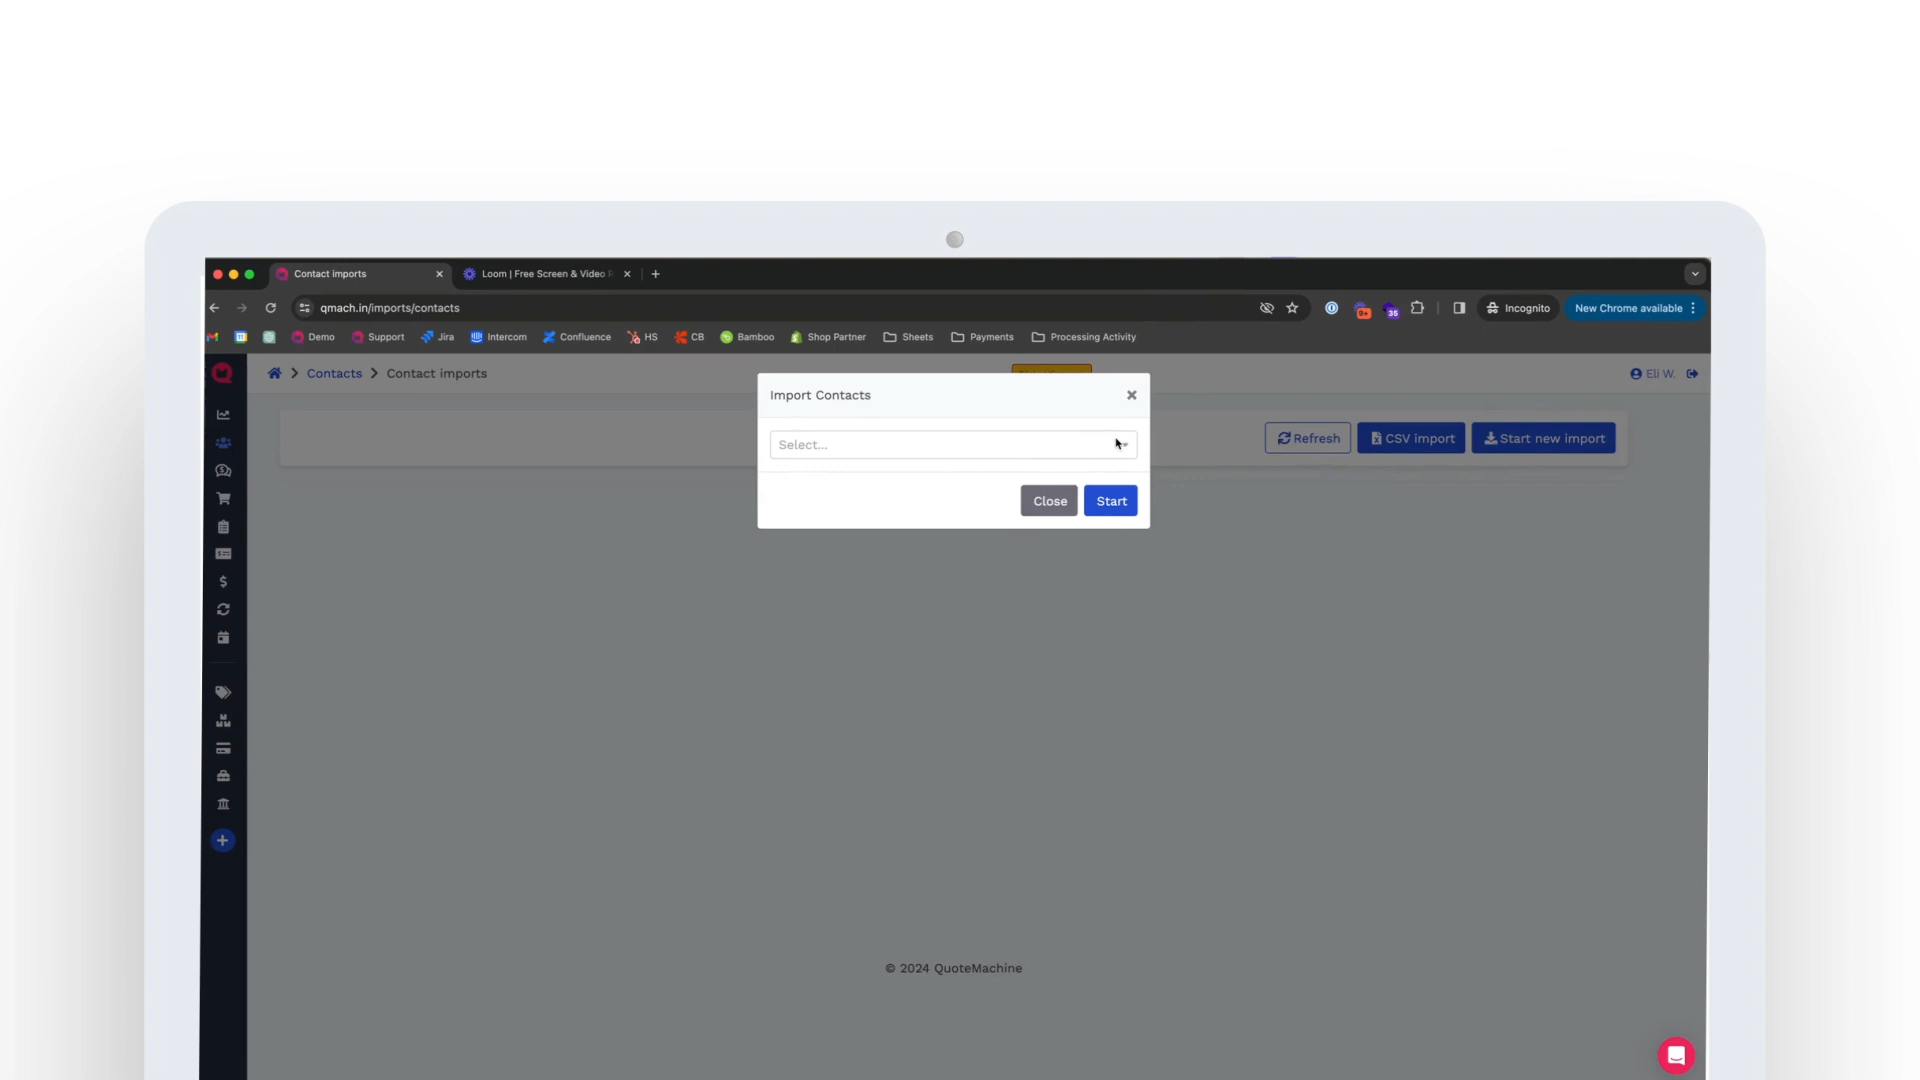 Contact imports
Loom | Free Screen & Video
qmach.in/imports/contacts
9+
35
Incognito
New Chrome available
Demo
Support
Jira
Intercom
Confluence
HS
CB
Bamboo
Shop Partner
Sheets
Payments
Processing Activity
Contacts
Contact imports
Eli W.
Import Contacts
Select...
Close
Start
Refresh
CSV import
Start new import
© 2024 QuoteMachine